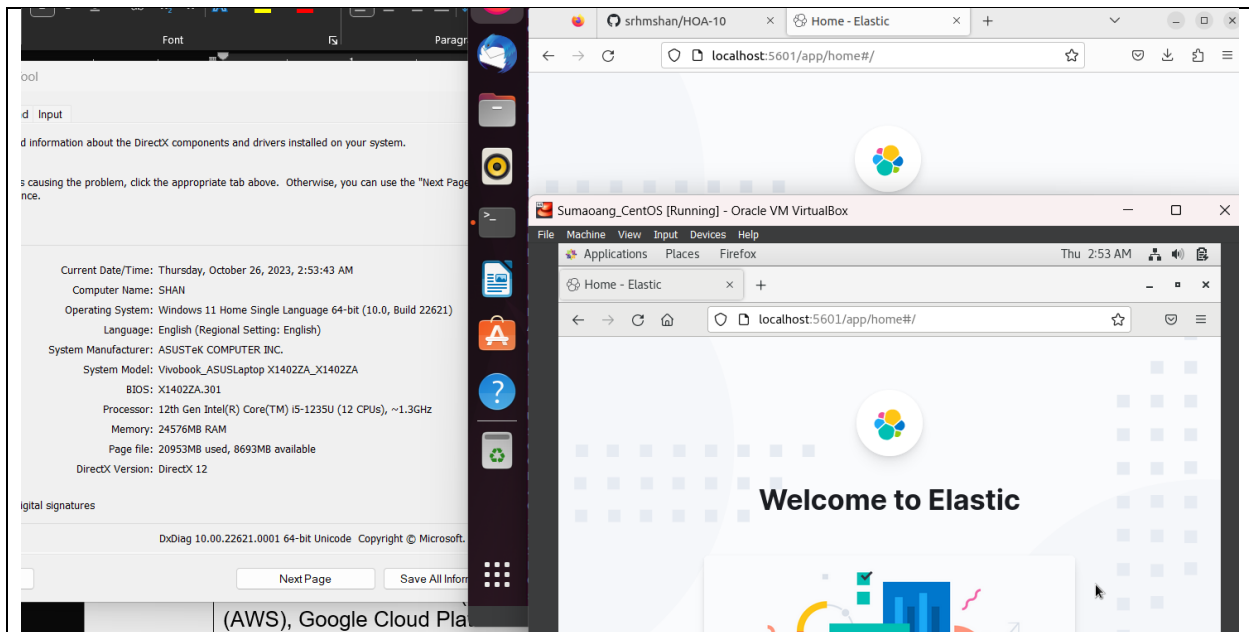 Font
Paragr
ool
d Input
d information about the DirectX components and drivers installed on your system.
s causing the problem, click the appropriate tab above. Otherwise, you can use the "Next Page
nce.
Current Date/Time: Thursday, October 26, 2023, 2:53:43 AM
Computer Name: SHAN
Operating System: Windows 11 Home Single Language 64-bit (10.0, Build 22621)
Language: English (Regional Setting: English)
System Manufacturer: ASUSTeK COMPUTER INC.
System Model: Vivobook_ASUSLaptop X1402ZA_X1402ZA
BIOS: X1402ZA.301
Processor: 12th Gen Intel(R) Core(TM) i5-1235U (12 CPUs), ~1.3GHz
Memory: 24576MB RAM
Page file: 20953MB used, 8693MB available
DirectX Version: DirectX 12
igital signatures
DxDiag 10.00.22621.0001 64-bit Unicode Copyright © Microsoft.
Next Page
Save All Inforr
(AWS), Google Cloud Pla
srhmshan/HOA-10
Home - Elastic
localhost:5601/app/home#/
Sumaoang_CentOS [Running] - Oracle VM VirtualBox
File Machine View Input Devices Help
Applications Places Firefox
Thu 2:53 AM
Home - Elastic
localhost:5601/app/home#/
Welcome to Elastic